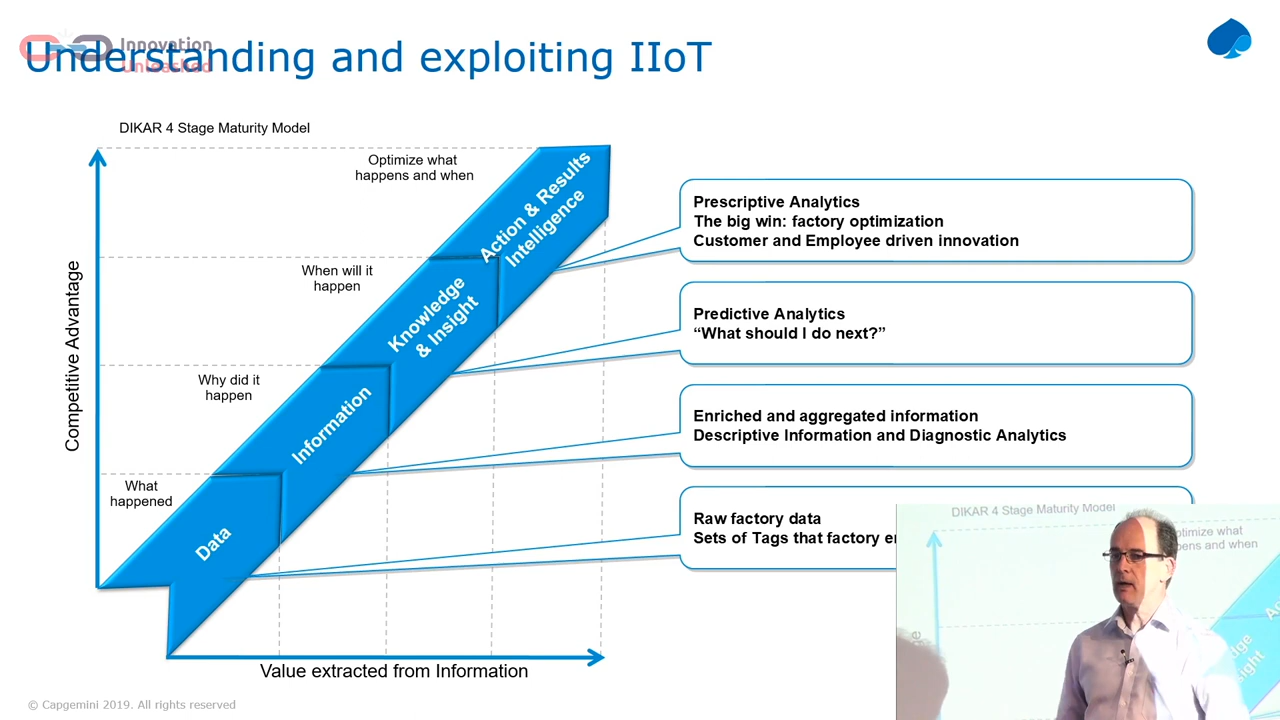 Understanding and exploiting IIoT
Innovation
Unleashed
DIKAR 4 Stage Maturity Model
Optimize what
happens and when
When will it
happen
Why did it
happen
What
happened
Competitive Advantage
Action & Results
Intelligence
Knowledge
& Insight
Information
Data
Value extracted from Information
Prescriptive Analytics
The big win: factory optimization
Customer and Employee driven innovation
Predictive Analytics
“What should I do next?”
Enriched and aggregated information
Descriptive Information and Diagnostic Analytics
Raw factory data
Sets of Tags that factory
DIKAR 4 Stage Maturity Model
what
and when
© Capgemini 2019. All rights reserved